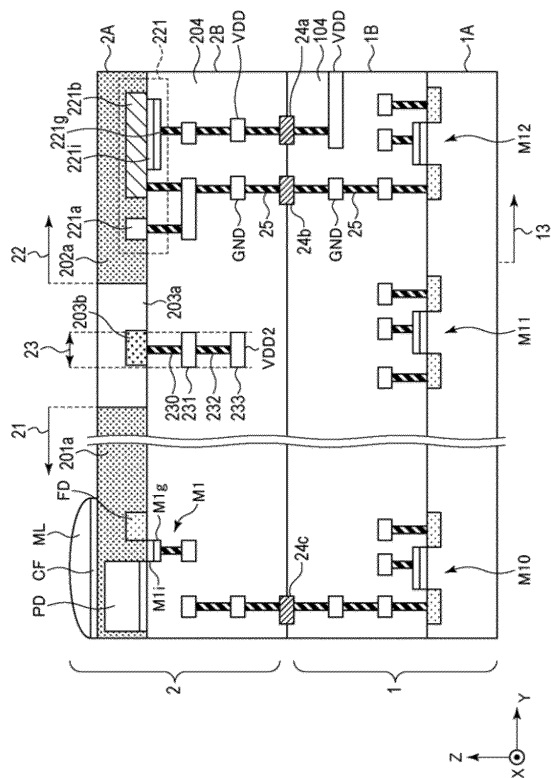 2A
221
204
2B
VDD
24a
104
VDD
1B
1A
221b
221g
221i
221a
22
202a
203b
203a
23
21
201a
FD
ML
CF
PD
M1g
M1
M1i
230
231
232
233
VDD2
GND
25
24b
GND
25
13
M12
M11
M10
24c
2
1
Z
X
Y